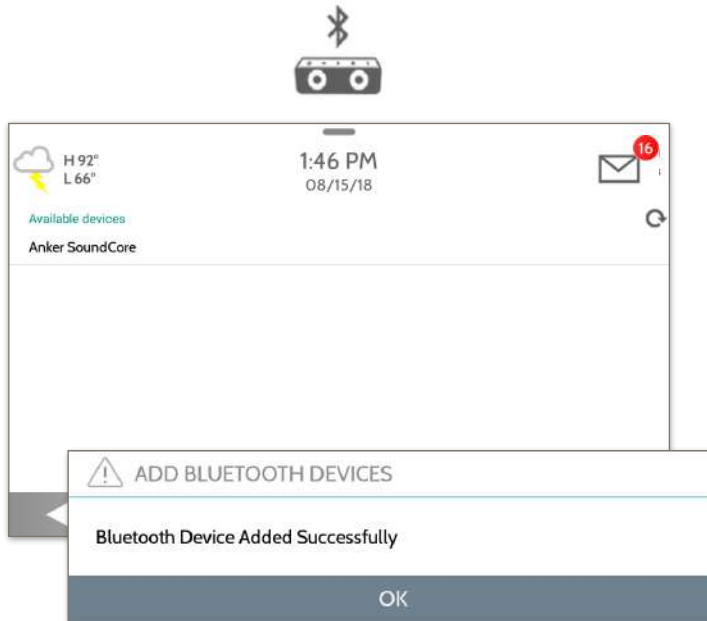 H 92°
L 66°
1:46 PM
08/15/18
16
Available devices
Anker SoundCore
ADD BLUETOOTH DEVICES
Bluetooth Device Added Successfully
OK